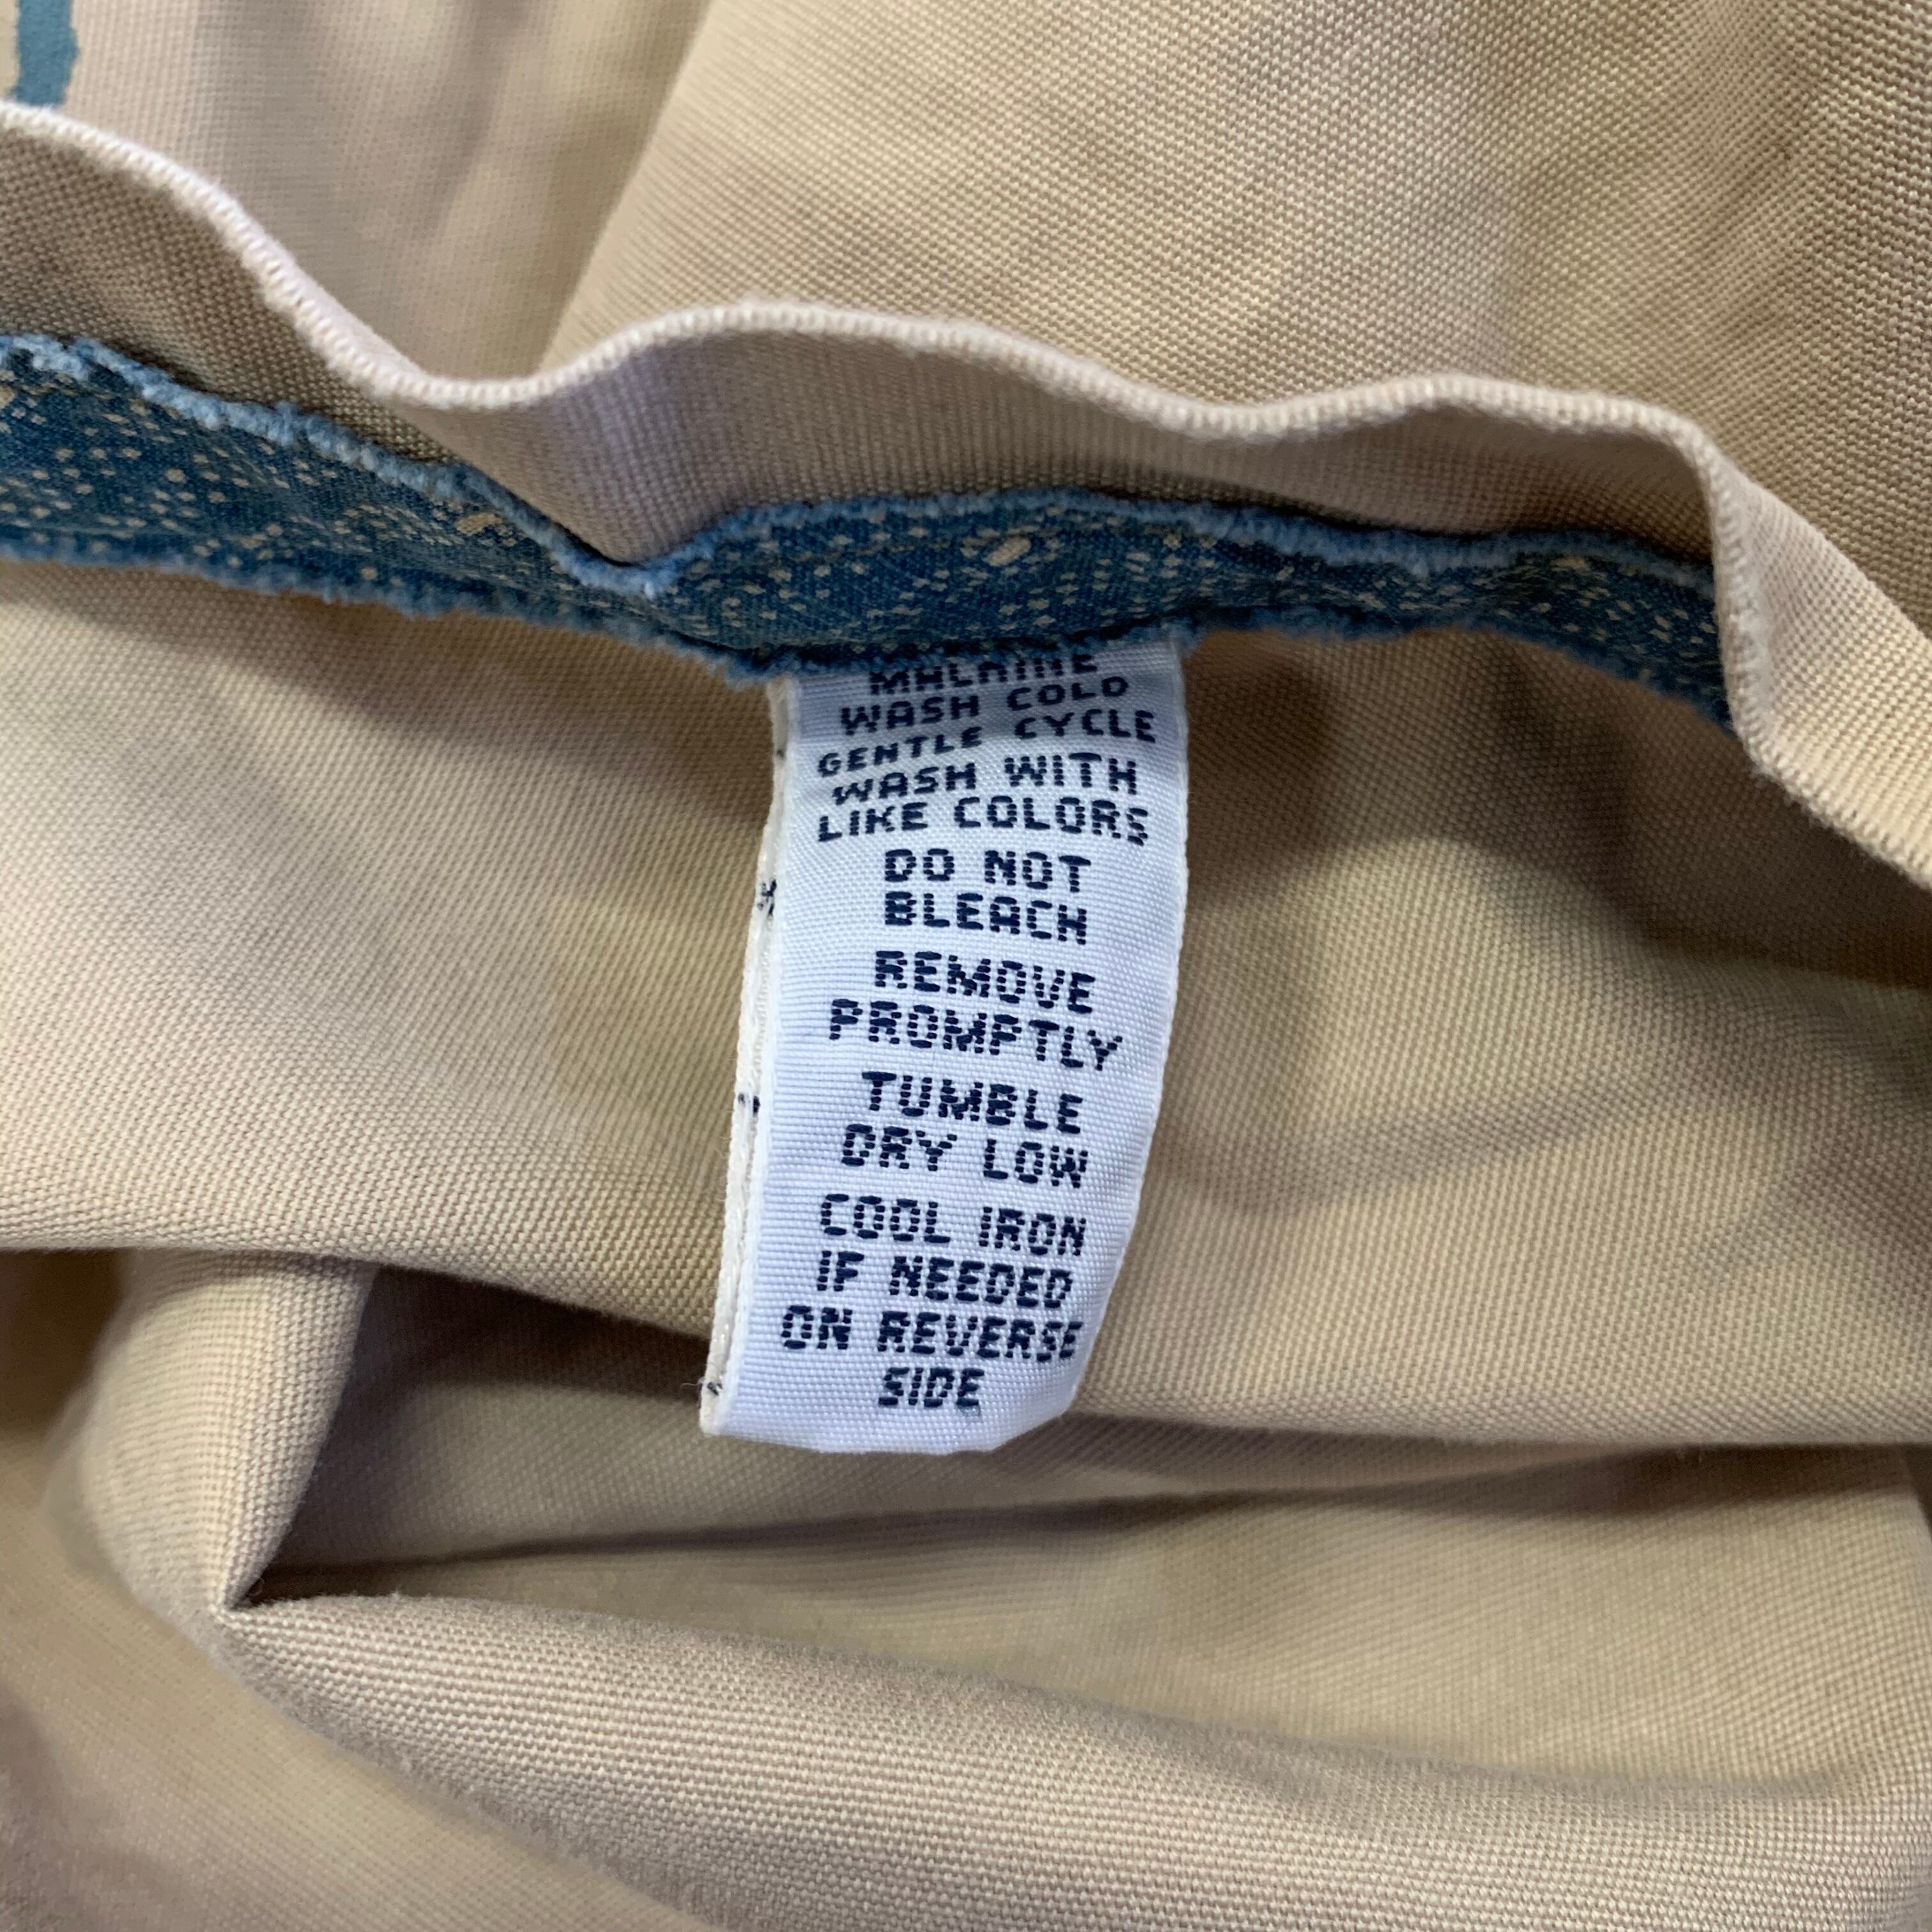 MACHINE
WASH COLD
GENTLE CYCLE
WASH WITH
LIKE COLORS
DO NOT
BLEACH
REMOVE
PROMPTLY
TUMBLE
DRY LOW
COOL IRON
IF NEEDED
ON REVERSE
SIDE